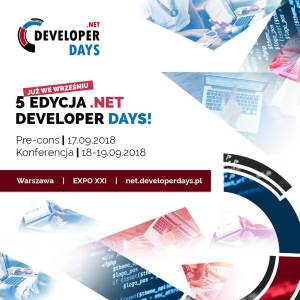 .NET
DEVELOPER
DAYS
JUŻ WE WRZEŚNIU
5 EDYCJA .NET
DEVELOPER DAYS!
Pre-cons | 17.09.2018
Konferencja | 18-19.09.2018
Warszawa | EXPO XXI | net.developerdays.pl